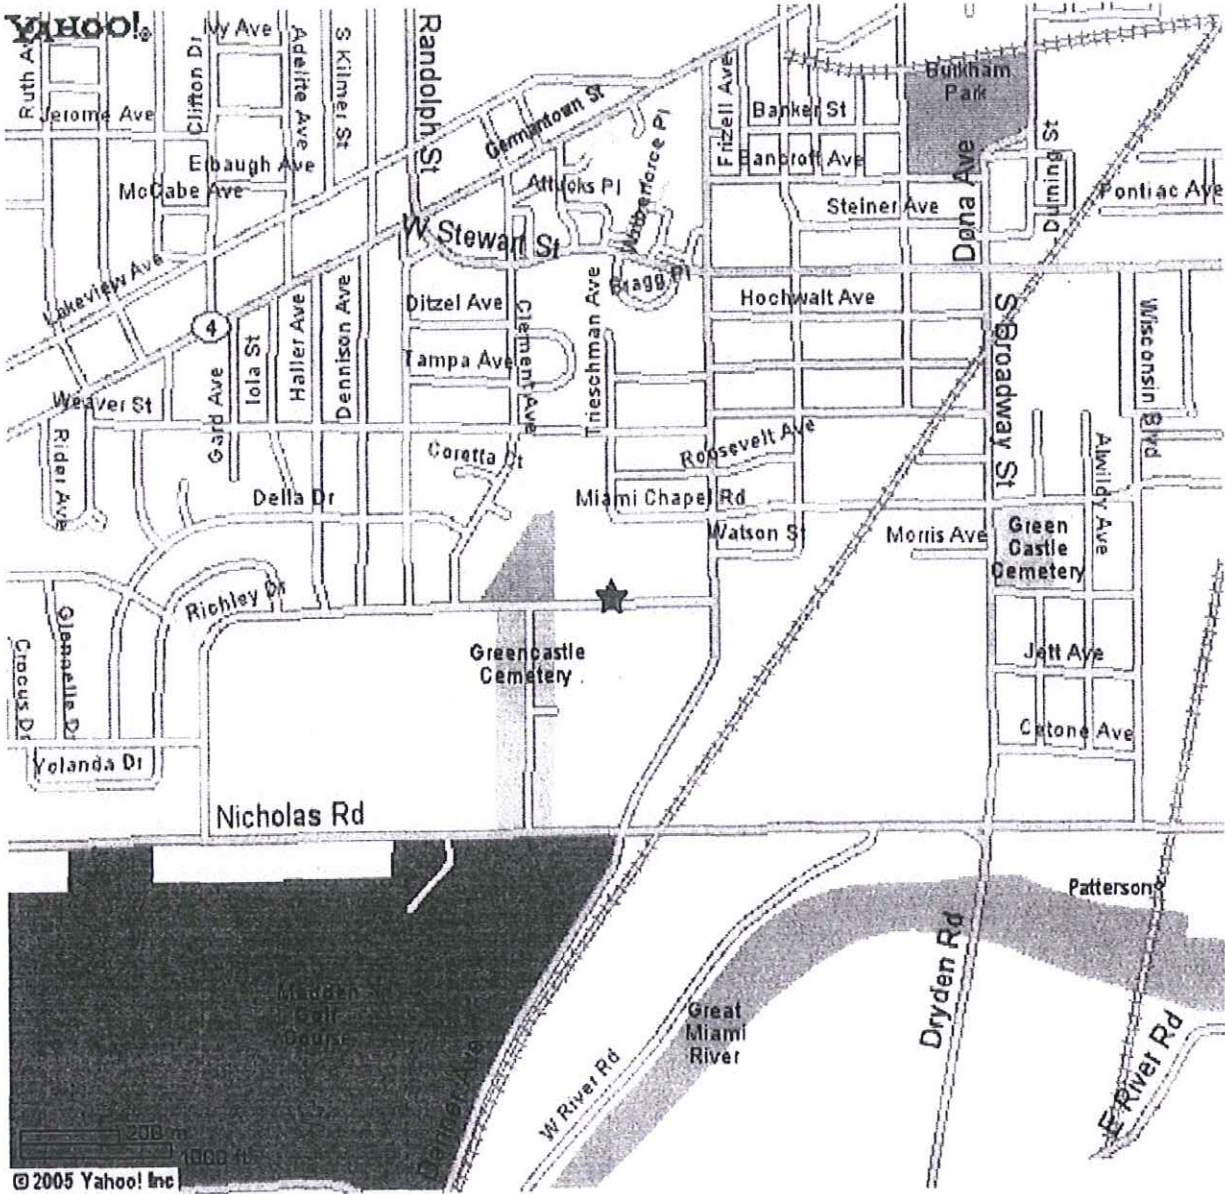 YAHOO!
Ivy Ave
Ruth Av
Clifton Dr
Adelite Ave
S Kilmer St
Randolph St
Jerome Ave
Germantown St
Frizell Ave
Banker St
Burkham
Park
Erbaugh Ave
Wilberforce Pl
Bancroft Ave
McCabe Ave
Attucks Pl
Dona Ave
Durning St
Pontiac Ave
Steiner Ave
W Stewart St
Lakeview Ave
Bragg Pl
Hochwalt Ave
Ditzel Ave
4
Iola St
Haller Ave
Dennison Ave
Clement Ave
Trieschman Ave
S Broadway St
Wisconsin Blvd
Tampa Ave
Weaver St
Gard Ave
Rider Ave
Coretta Ct
Roosevelt Ave
Alwildy Ave
Della Dr
Miami Chapel Rd
Watson St
Morris Ave
Green
Castle
Cemetery
Richley Dr
Glennelle Dr
Crocus Dr
Greencastle
Cemetery
Jett Ave
Cetone Ave
Yolanda Dr
Nicholas Rd
Patterson
Madden
Golf
Course
Great
Miami
River
Dryden Rd
W River Rd
E River Rd
200 m
1000 ft
© 2005 Yahoo! Inc